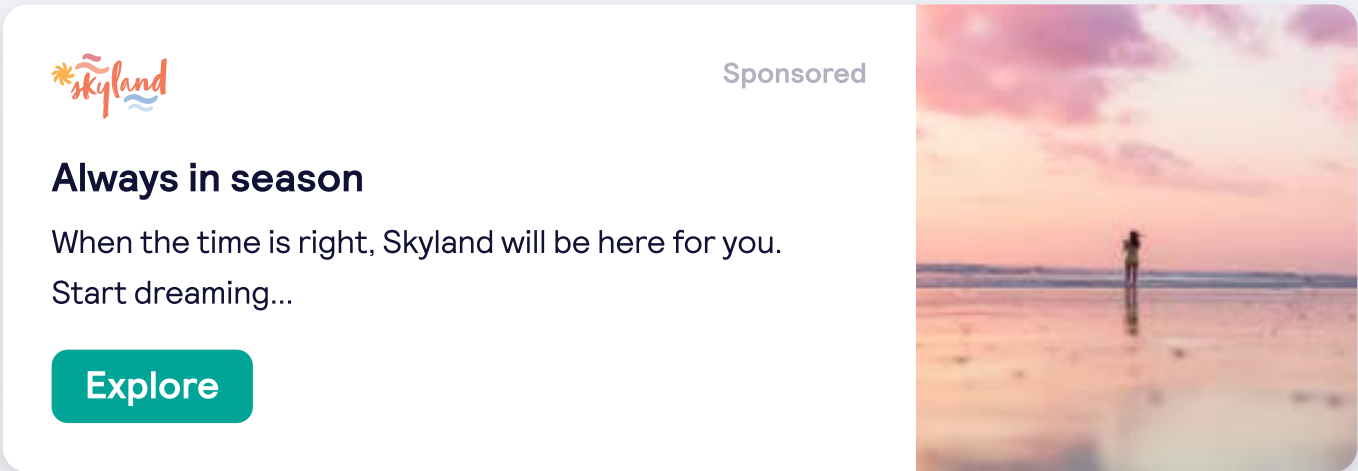 skyland
Sponsored
Always in season
When the time is right, Skyland will be here for you.
Start dreaming...
Explore